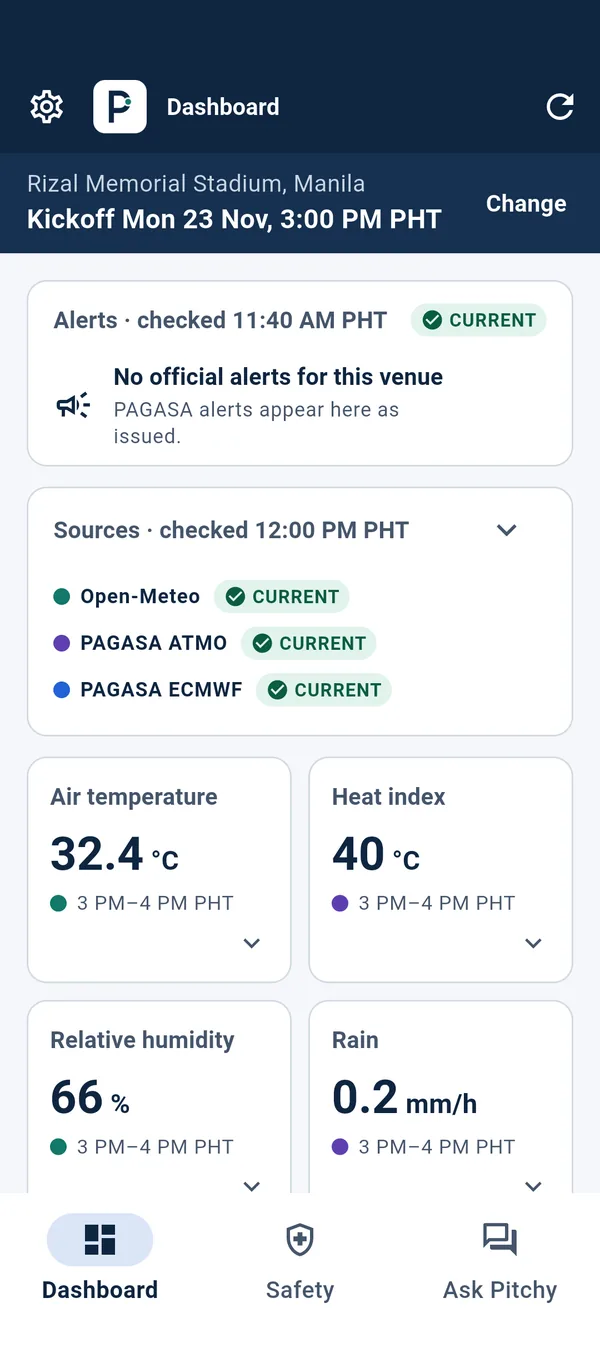 Dashboard
Rizal Memorial Stadium, Manila
Kickoff Mon 23 Nov, 3:00 PM PHT
Change
Alerts · checked 11:40 AM PHT
CURRENT
No official alerts for this venue
PAGASA alerts appear here as
issued.
Sources · checked 12:00 PM PHT
Open-Meteo
CURRENT
PAGASA ATMO
CURRENT
PAGASA ECMWF
CURRENT
Air temperature
32.4 °C
3 PM–4 PM PHT
Heat index
40 °C
3 PM–4 PM PHT
Relative humidity
66 %
3 PM–4 PM PHT
Rain
0.2 mm/h
3 PM–4 PM PHT
Dashboard
Safety
Ask Pitchy